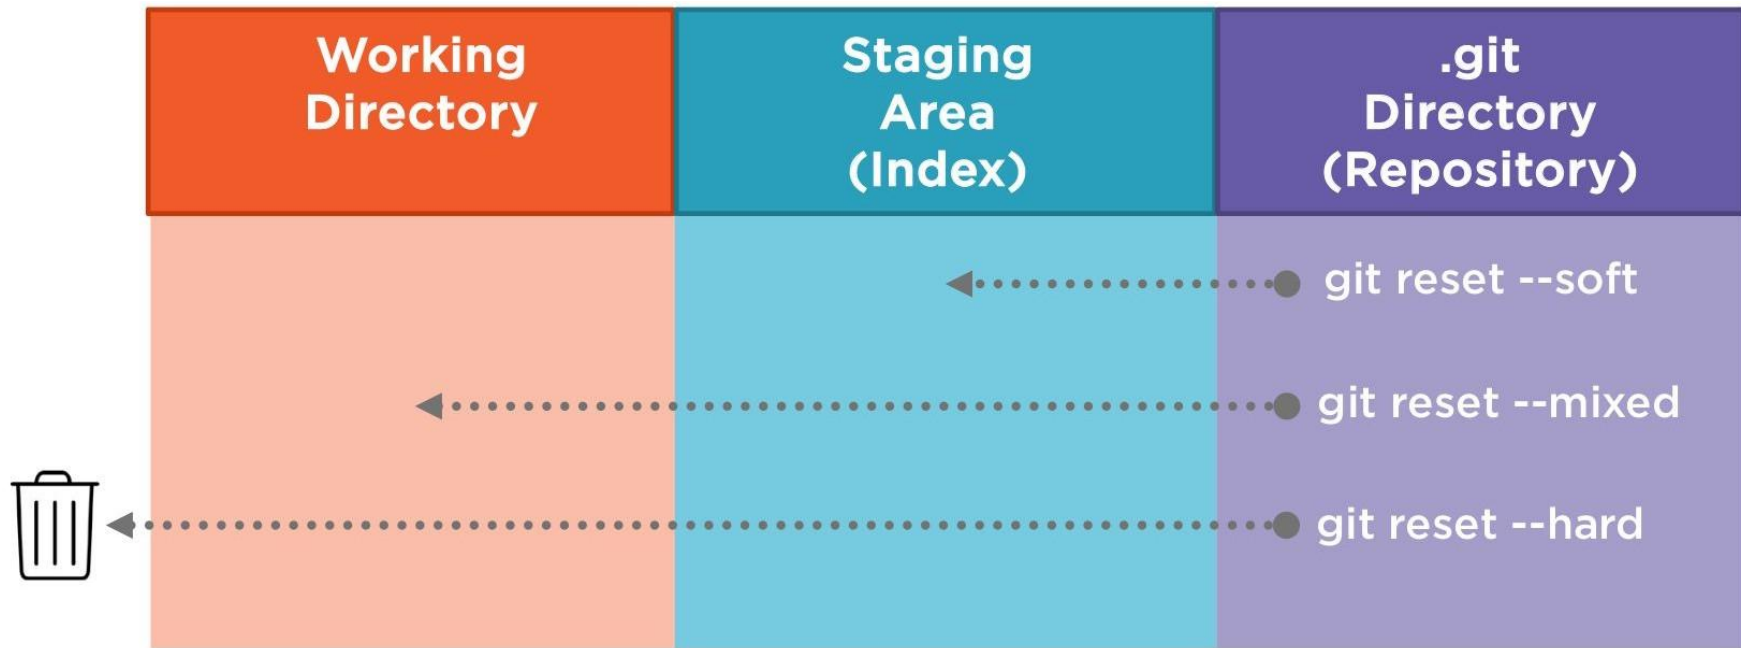 Working
Directory
Staging
Area
(Index)
.git
Directory
(Repository)
git reset --soft
git reset --mixed
git reset --hard